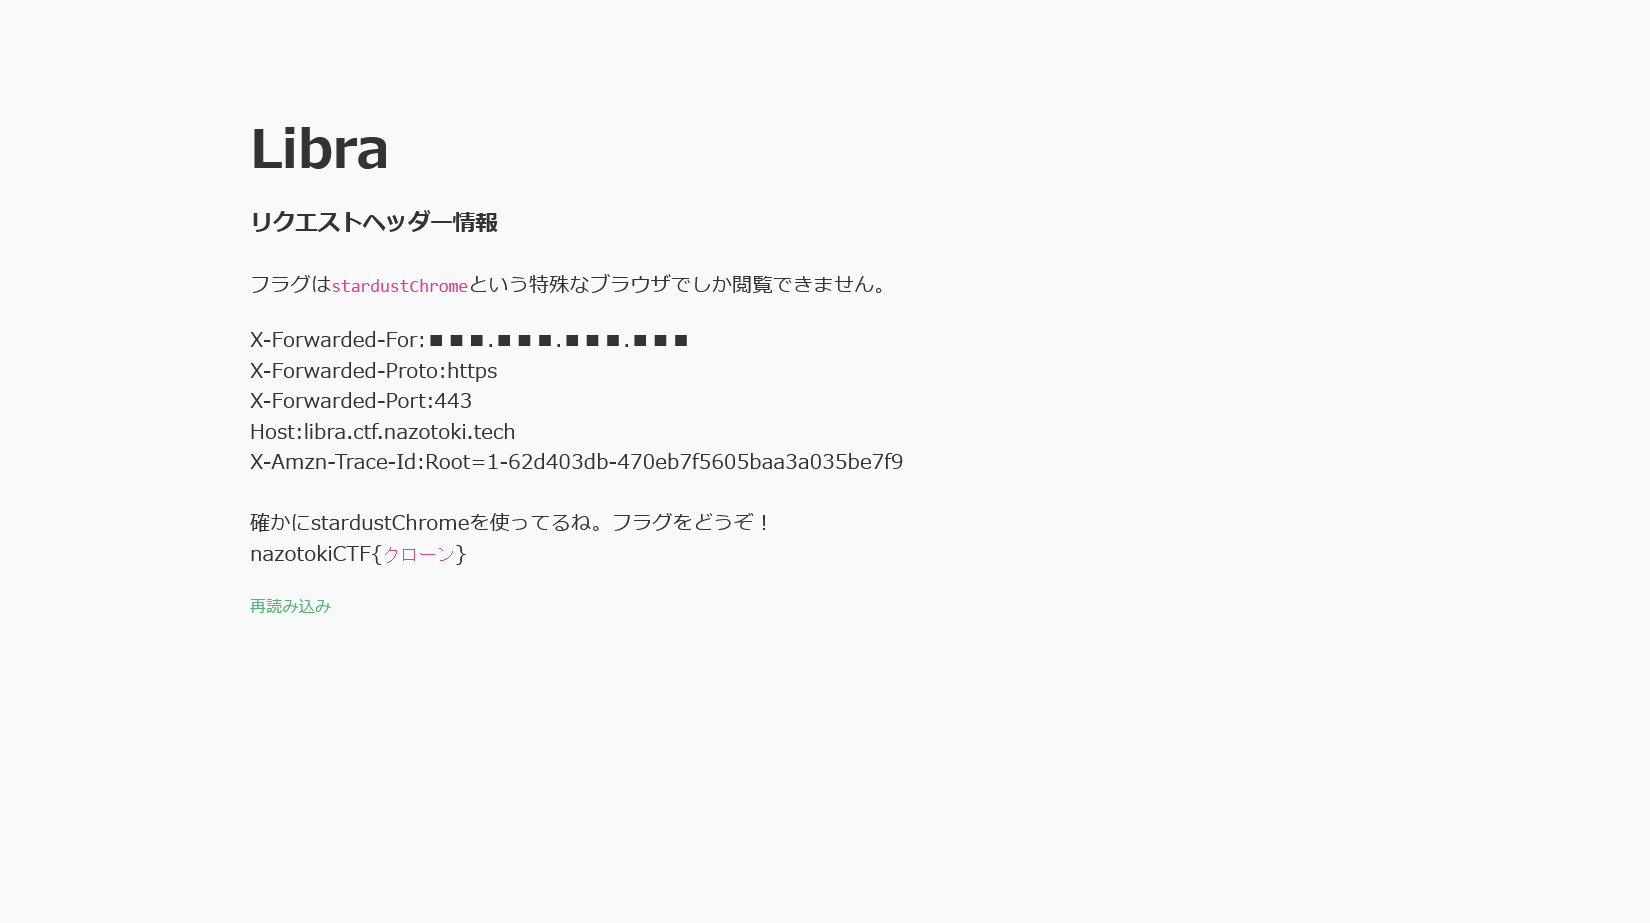 Libra
リクエストヘッダー情報
フラグはstardustChromeという特殊なブラウザでしか閲覧できません。
X-Forwarded-For:■■■.■■■.■■■.■■■
X-Forwarded-Proto:https
X-Forwarded-Port:443
Host:libra.ctf.nazotoki.tech
X-Amzn-Trace-Id:Root=1-62d403db-470eb7f5605baa3a035be7f9
確かにstardustChromeを使ってるね。フラグをどうぞ！
nazotokiCTF{クローン}
再読み込み